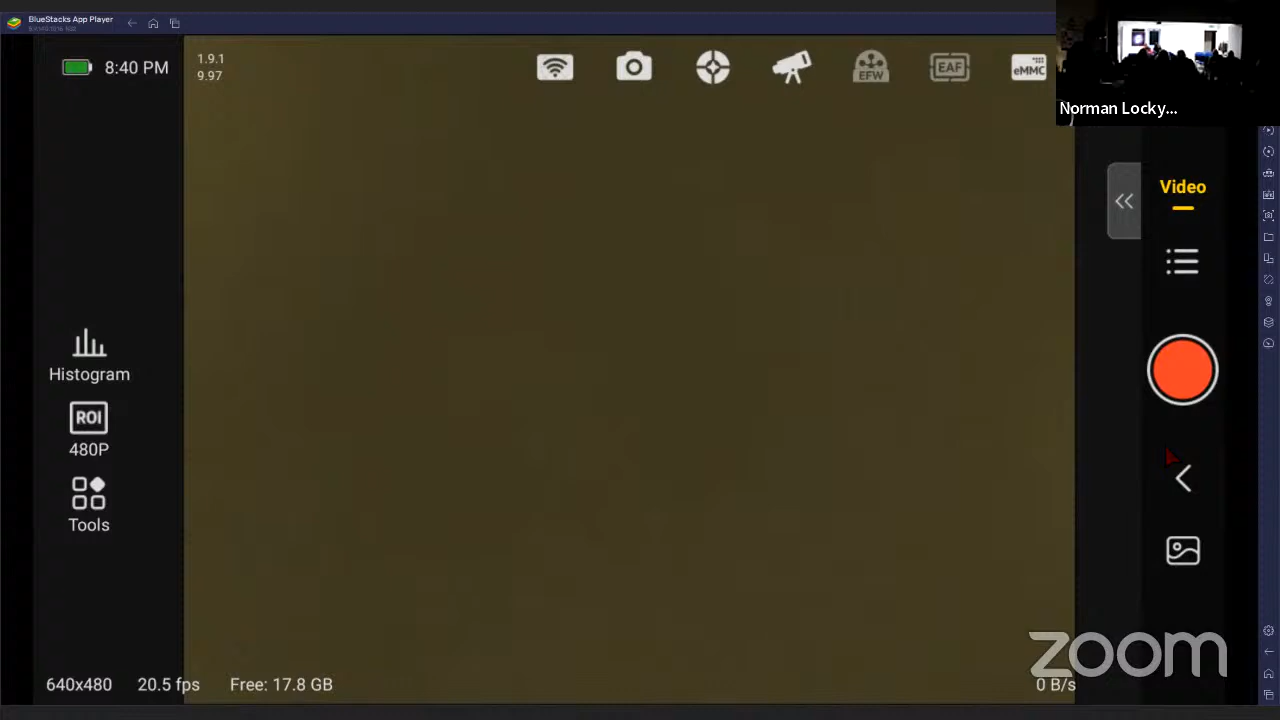 BlueStacks App Player
8:40 PM
1.9.1
9.97
EFW
EAF
eMMC
Norman Locky...
Video
Histogram
ROI
480P
Tools
zoom
640x480
20.5 fps
Free: 17.8 GB
0 B/s